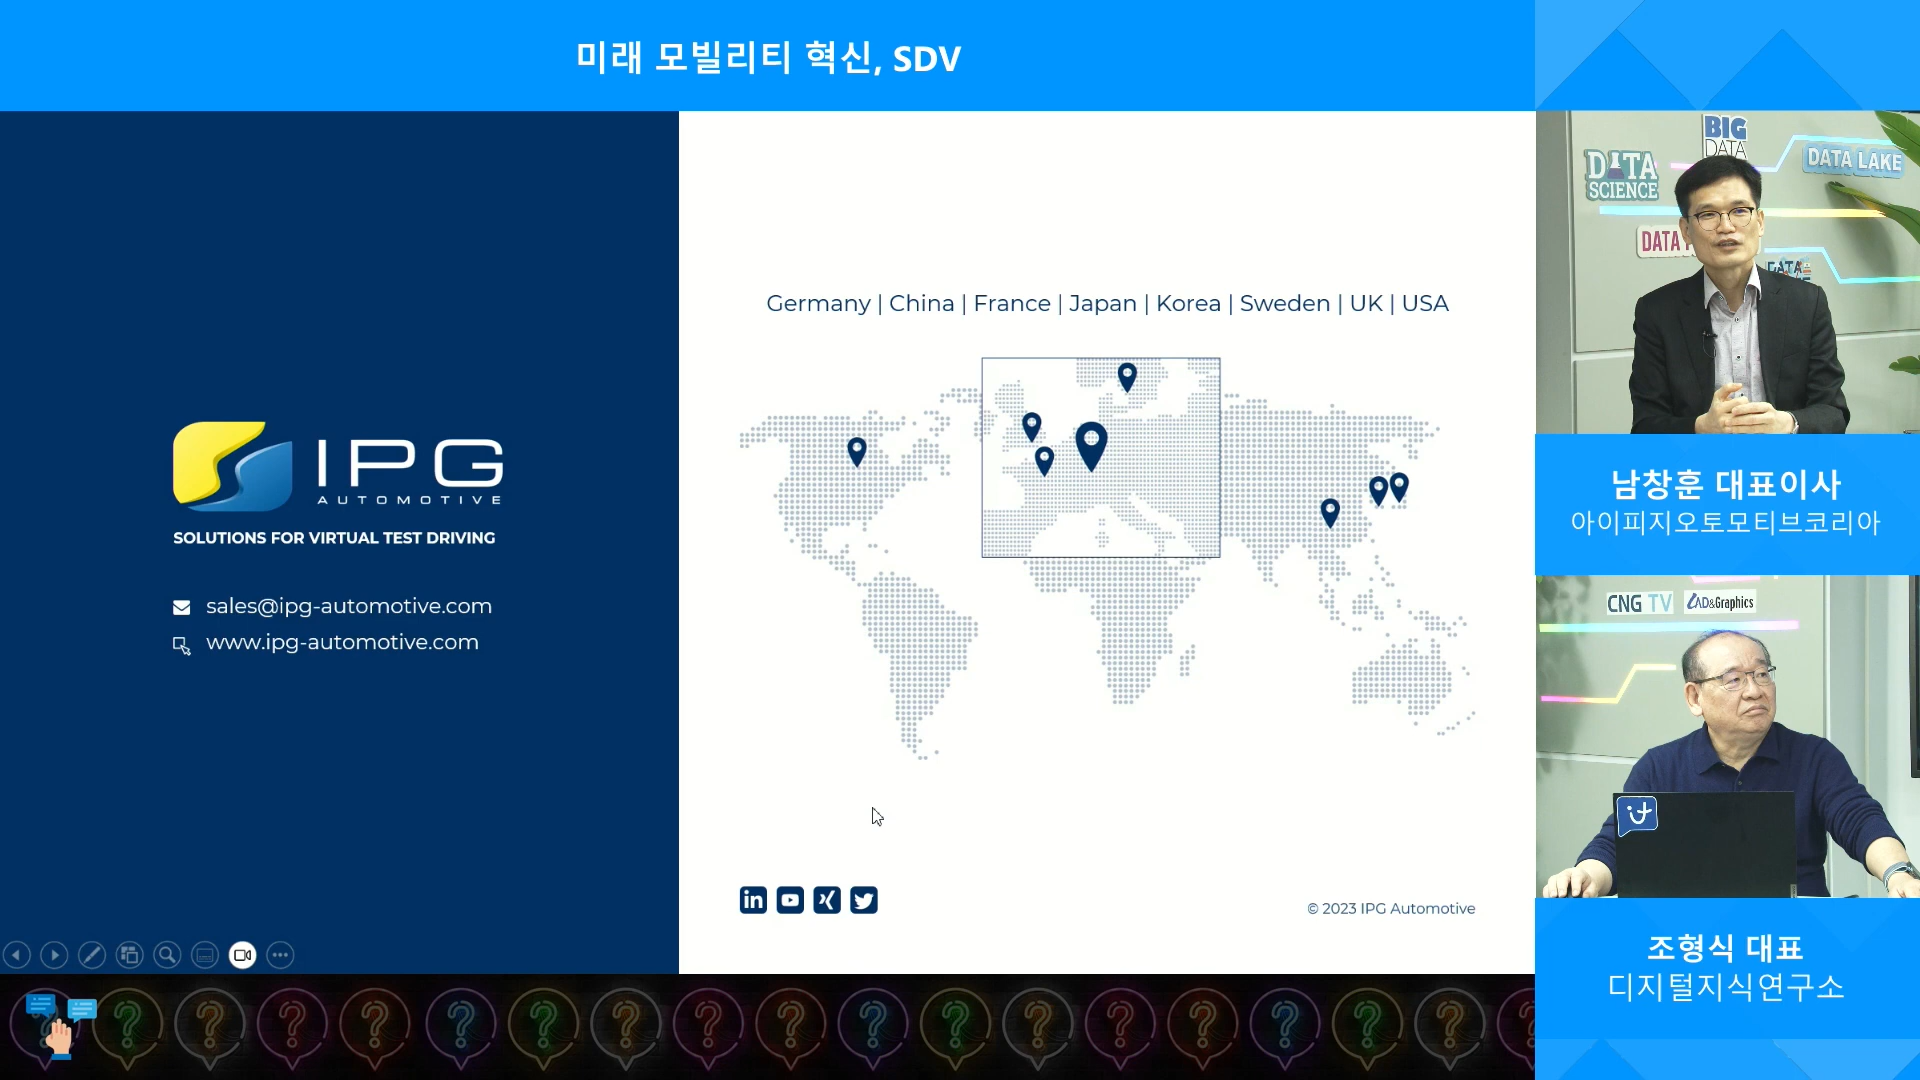 미래 모빌리티 혁신, SDV
IPG
AUTOMOTIVE
SOLUTIONS FOR VIRTUAL TEST DRIVING
sales@ipg-automotive.com
www.ipg-automotive.com
Germany | China | France | Japan | Korea | Sweden | UK | USA
© 2023 IPG Automotive
BIG
DATA
DATA
SCIENCE
DATA LAKE
DATA
DATA
남창훈 대표이사
아이피지오토모티브코리아
CNG TV
CAD&Graphics
조형식 대표
디지털지식연구소